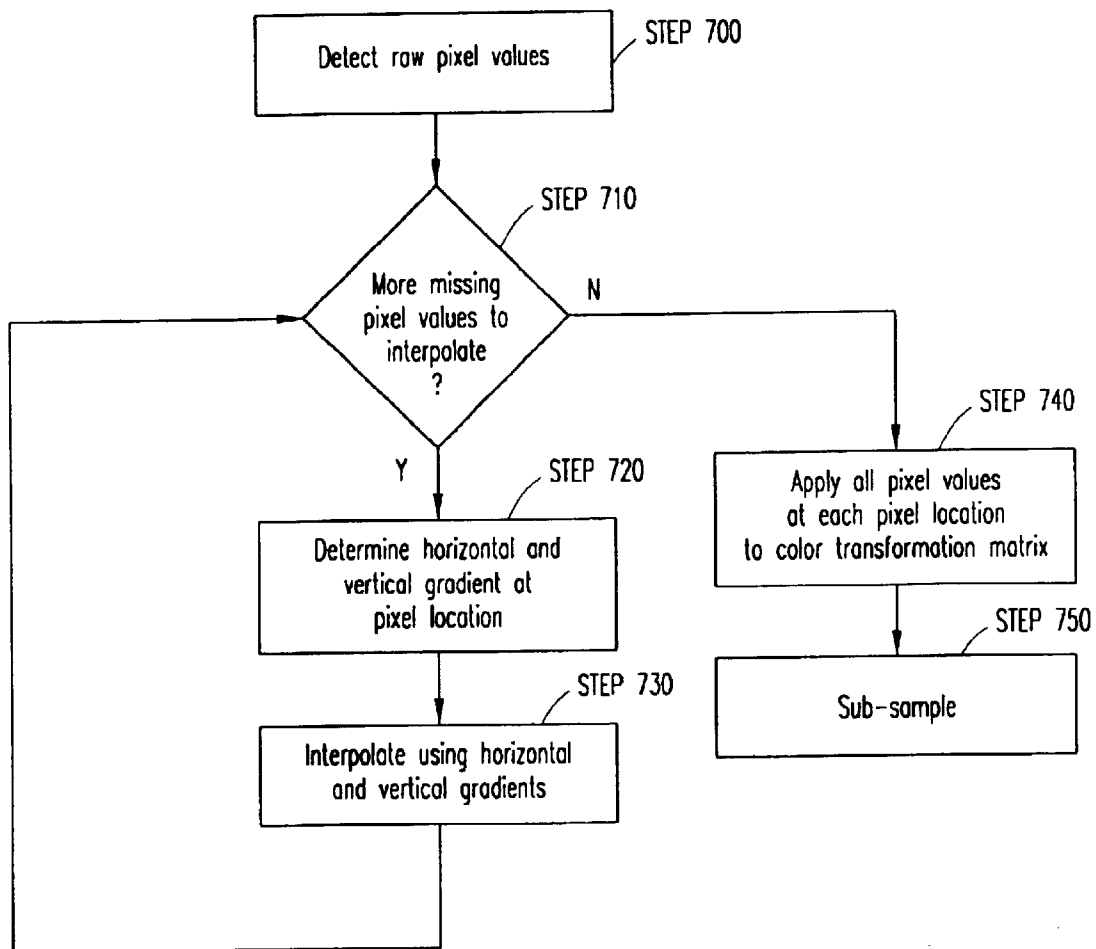 STEP 700
Detect raw pixel values
STEP 710
More missing
pixel values to
interpolate
?
N
Y
STEP 720
Determine horizontal and
vertical gradient at
pixel location
STEP 730
Interpolate using horizontal
and vertical gradients
STEP 740
Apply all pixel values
at each pixel location
to color transformation matrix
STEP 750
Sub-sample